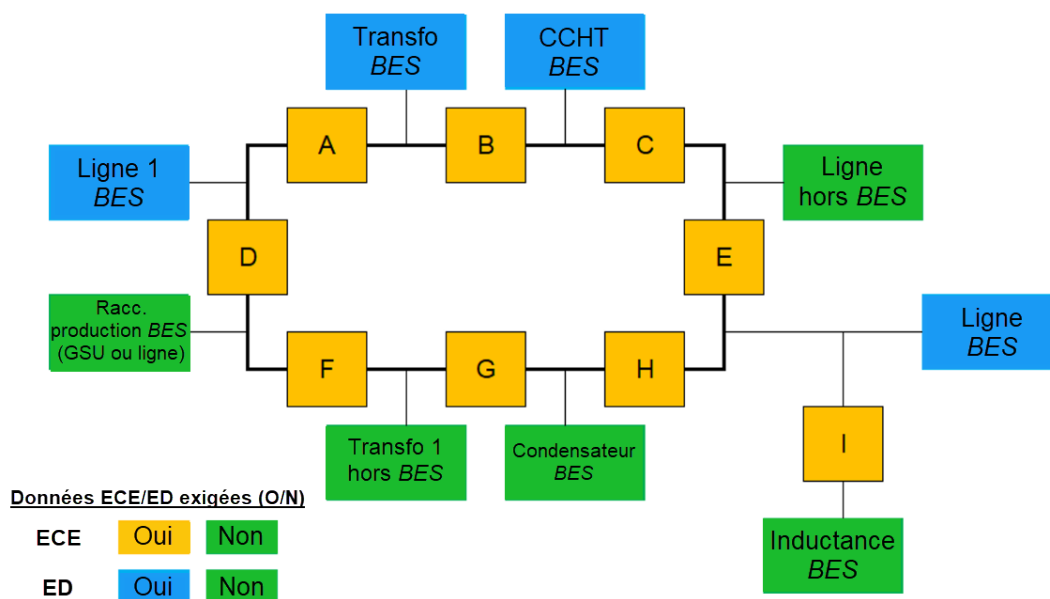 Transfo
BES
CCHT
BES
A
B
C
Ligne 1
BES
Ligne
hors BES
D
E
Racc.
production BES
(GSU ou ligne)
Ligne
BES
F
G
H
Transfo 1
hors BES
Condensateur
BES
I
Données ECE/ED exigées (O/N)
ECE Oui Non
ED Oui Non
Inductance
BES